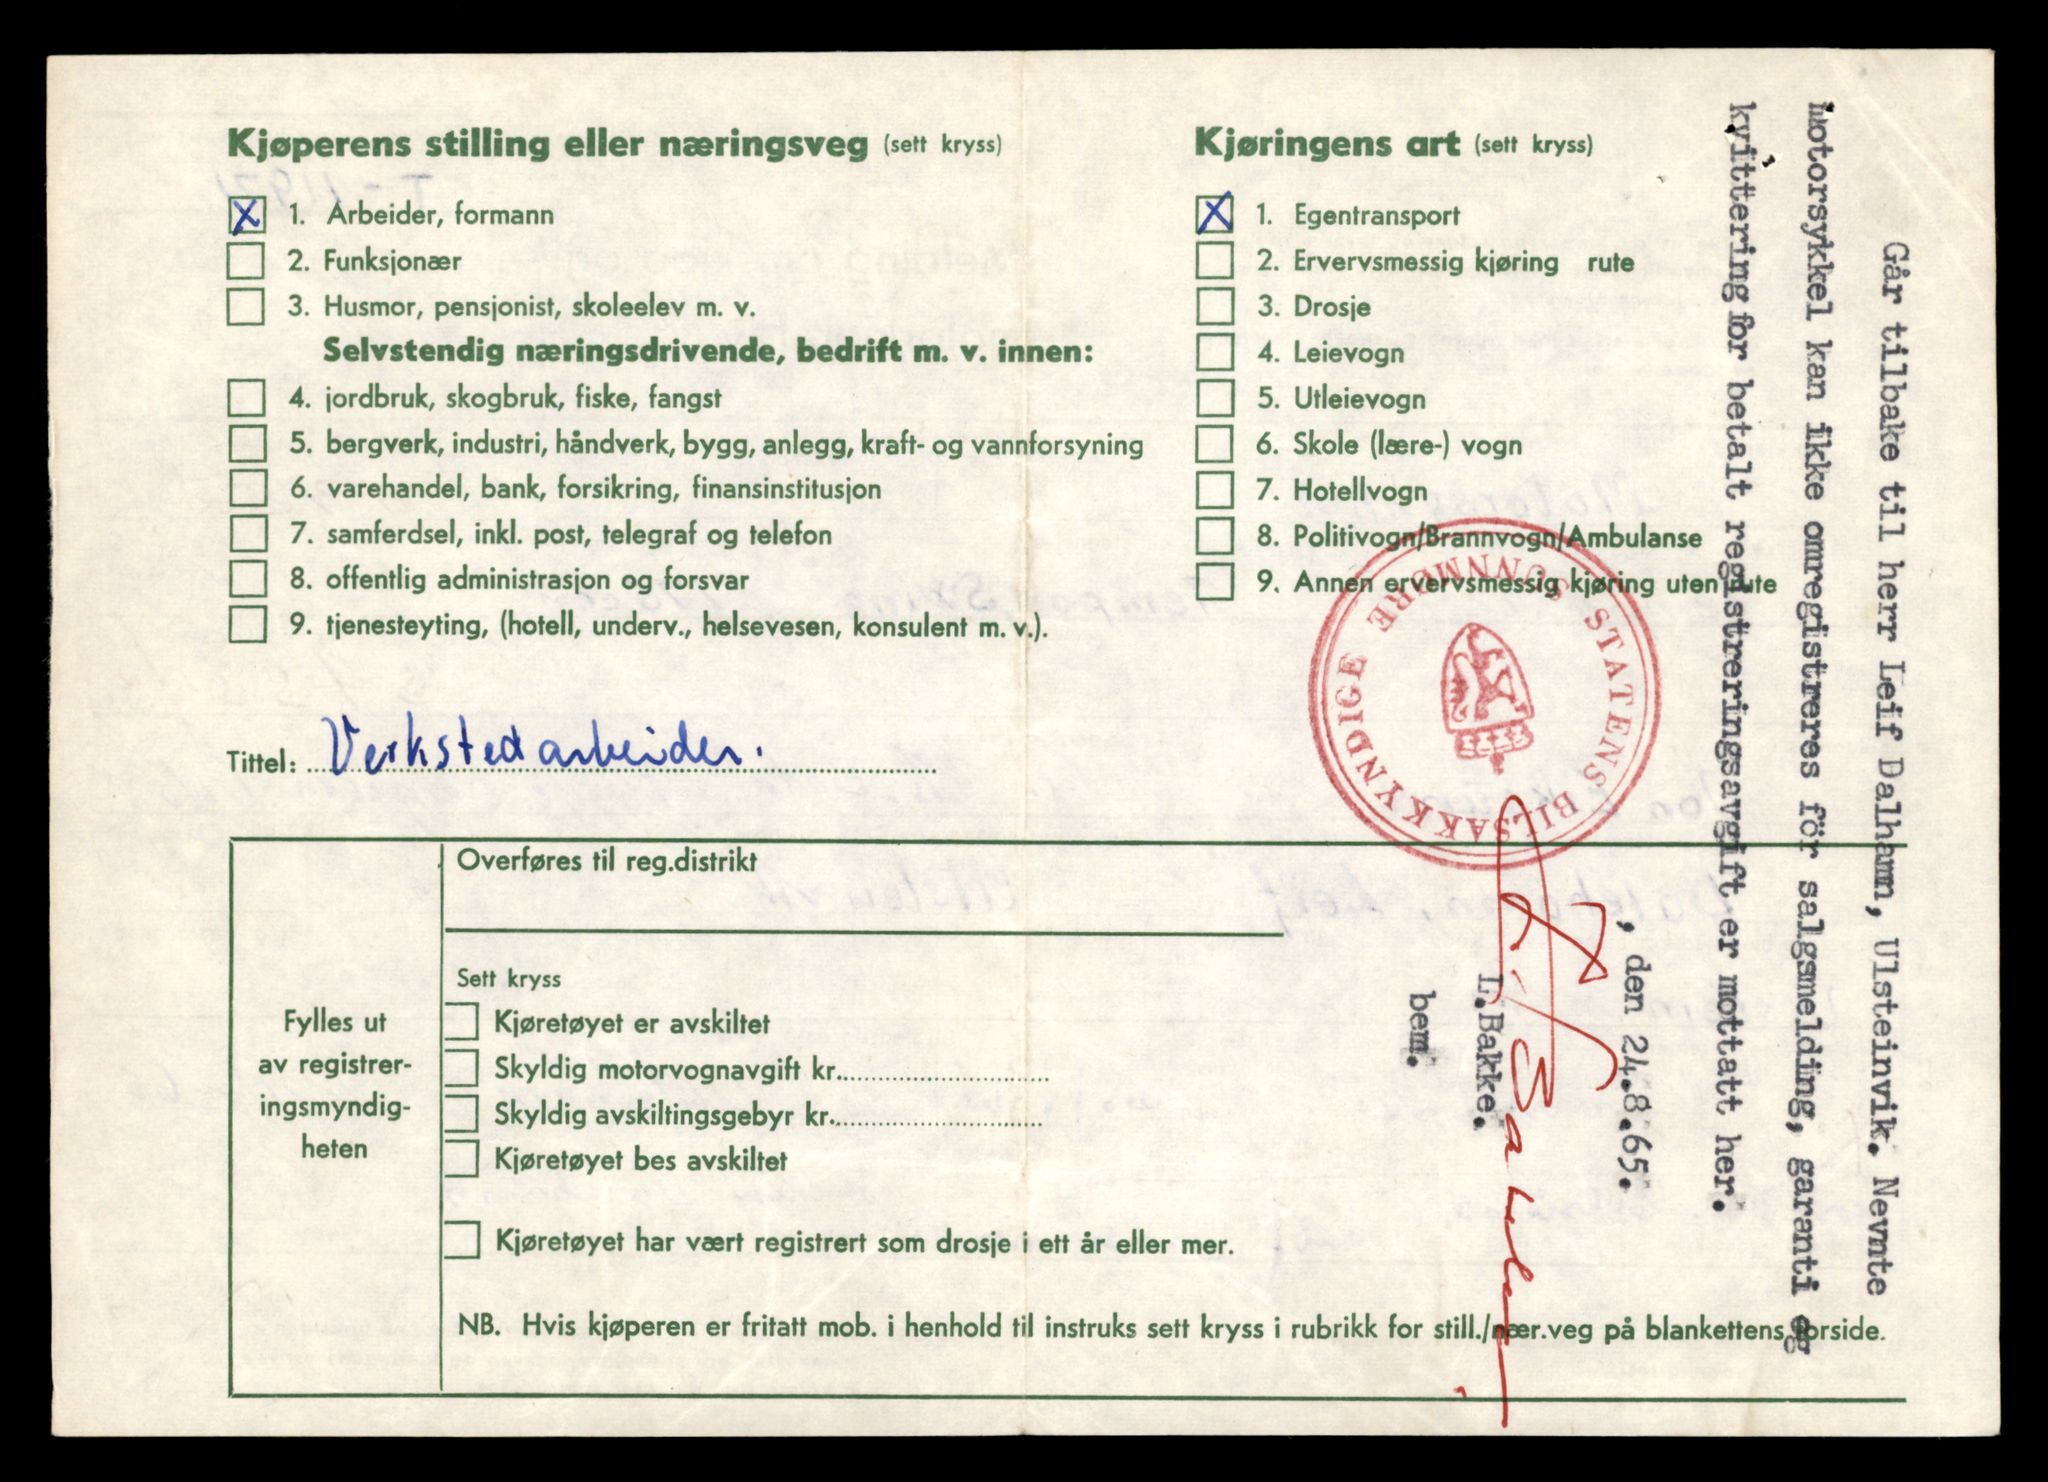 Kjøperens stilling eller næringsveg (sett kryss)
X 1. Arbeider, formann
2. Funksjonær
3. Husmor, pensjonist, skoleelev m. v.
Selvstendig næringsdrivende, bedrift m. v. innen:
4. jordbruk, skogbruk, fiske, fangst
5. bergverk, industri, håndverk, bygg, anlegg, kraft- og vannforsyning
6. varehandel, bank, forsikring, finansinstitusjon
7. samferdsel, inkl. post, telegraf og telefon
8. offentlig administrasjon og forsvar
9. tjenesteyting, (hotell, underv., helsevesen, konsulent m. v.).
Tittel: Verkstedarbeider.
Kjøringens art (sett kryss)
X 1. Egentransport
2. Ervervsmessig kjøring rute
3. Drosje
4. Leievogn
5. Utleievogn
6. Skole (lære-) vogn
7. Hotellvogn
8. Politivogn/Brannvogn/Ambulanse
9. Annen ervervsmessig kjøring uten rute
STATENS BILSAKKYNDIGE SUNNMØRE
Fylles ut
av registrer-
ingsmyndig-
heten
Overføres til reg.distrikt
Sett kryss
Kjøretøyet er avskiltet
Skyldig motorvognavgift kr.
Skyldig avskiltingsgebyr kr.
Kjøretøyet bes avskiltet
Kjøretøyet har vært registrert som drosje i ett år eller mer.
NB. Hvis kjøperen er fritatt mob. i henhold til instruks sett kryss i rubrikk for still./nær.veg på blankettens forside.
Går tilbake til herr Leif Dalhamn, Ulsteinvik. Nevnte
motorsykkel kan ikke omregistreres för salgsmelding, garanti og
kvittering for betalt registreringsavgift er mottatt her.
, den 24.8.65.
L. Bakke
L.Bakke.
bem.